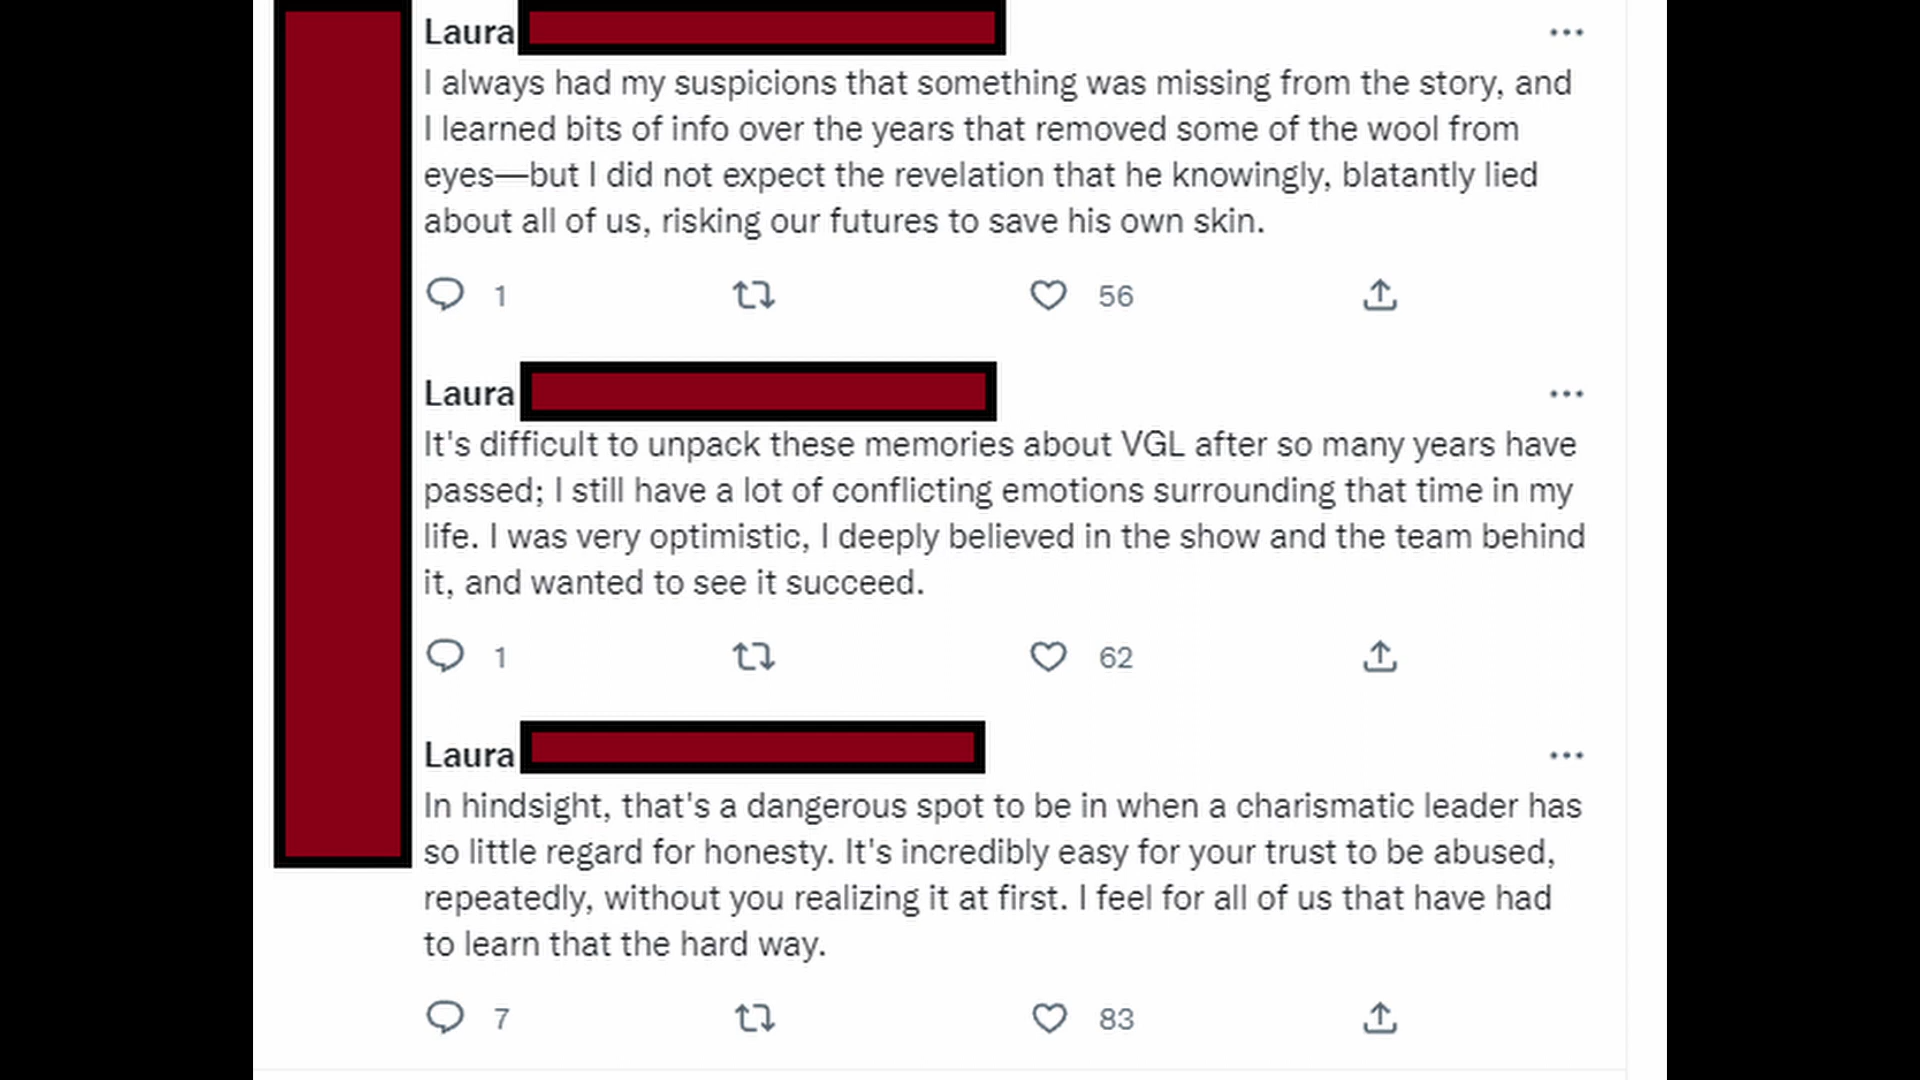 Laura
I always had my suspicions that something was missing from the story, and
I learned bits of info over the years that removed some of the wool from
eyes—but I did not expect the revelation that he knowingly, blatantly lied
about all of us, risking our futures to save his own skin.
1 56
Laura
It's difficult to unpack these memories about VGL after so many years have
passed; I still have a lot of conflicting emotions surrounding that time in my
life. I was very optimistic, I deeply believed in the show and the team behind
it, and wanted to see it succeed.
1 62
Laura
In hindsight, that's a dangerous spot to be in when a charismatic leader has
so little regard for honesty. It's incredibly easy for your trust to be abused,
repeatedly, without you realizing it at first. I feel for all of us that have had
to learn that the hard way.
7 83